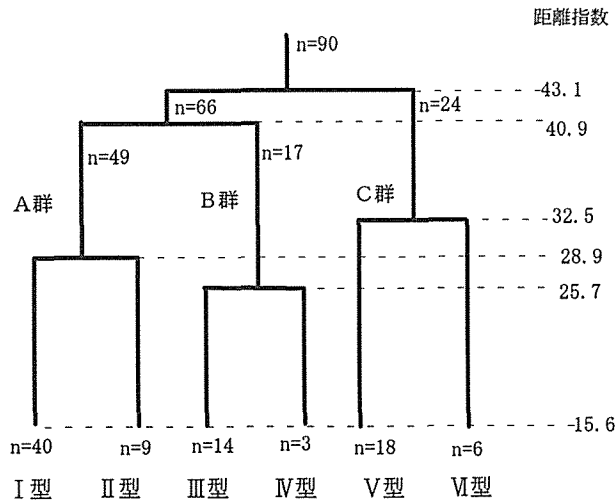 距離指数
n=90
43.1
n=66
n=24
40.9
n=49
n=17
A群
B群
C群
32.5
28.9
25.7
15.6
n=40
n=9
n=14
n=3
n=18
n=6
Ⅰ型
Ⅱ型
Ⅲ型
Ⅳ型
Ⅴ型
Ⅵ型